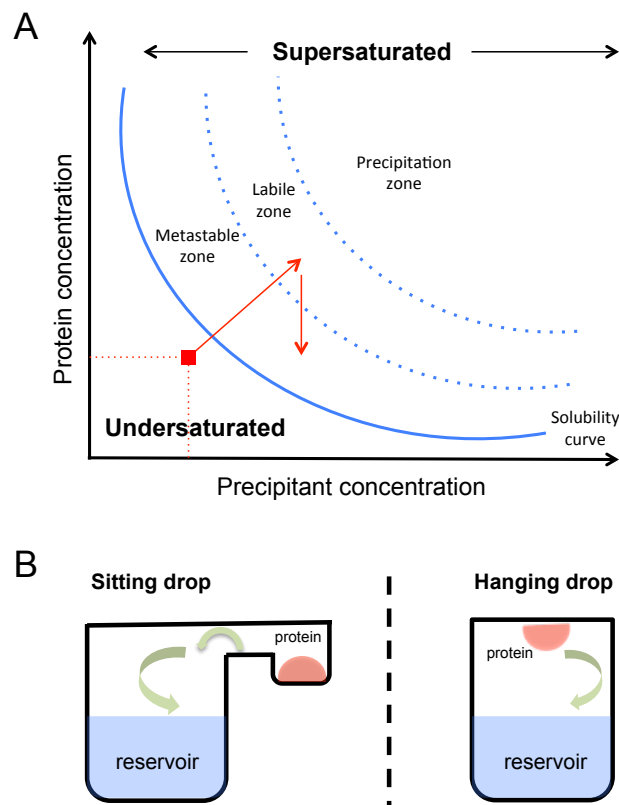 A
Supersaturated
Protein concentration
Precipitation
zone
Labile
zone
Metastable
zone
Undersaturated
Solubility
curve
Precipitant concentration
B
Sitting drop
Hanging drop
protein
protein
reservoir
reservoir